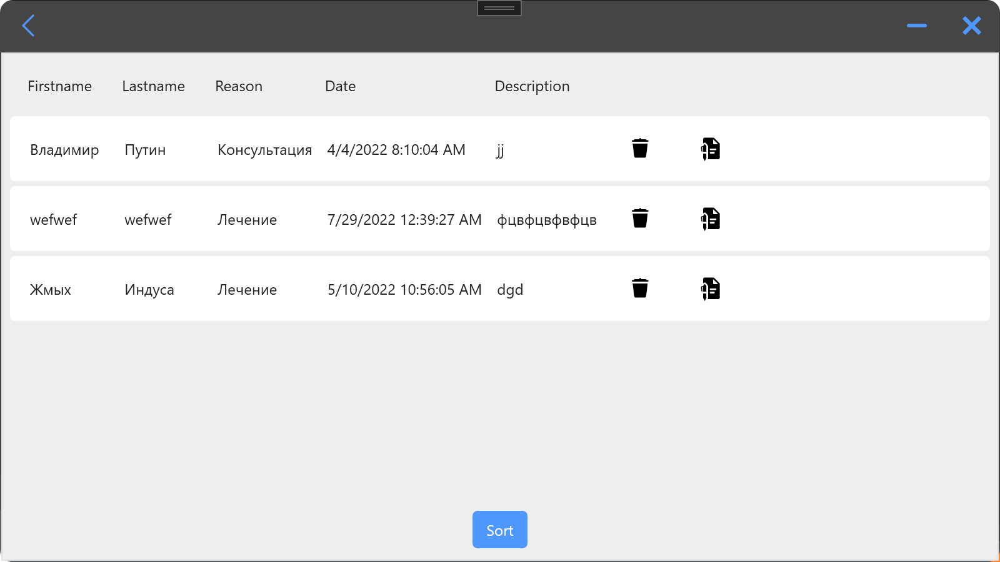 Firstname Lastname Reason Date Description
Владимир Путин Консультация 4/4/2022 8:10:04 AM jj
wefwef wefwef Лечение 7/29/2022 12:39:27 AM фцвфцвфвфцв
Жмых Индуса Лечение 5/10/2022 10:56:05 AM dgd
Sort